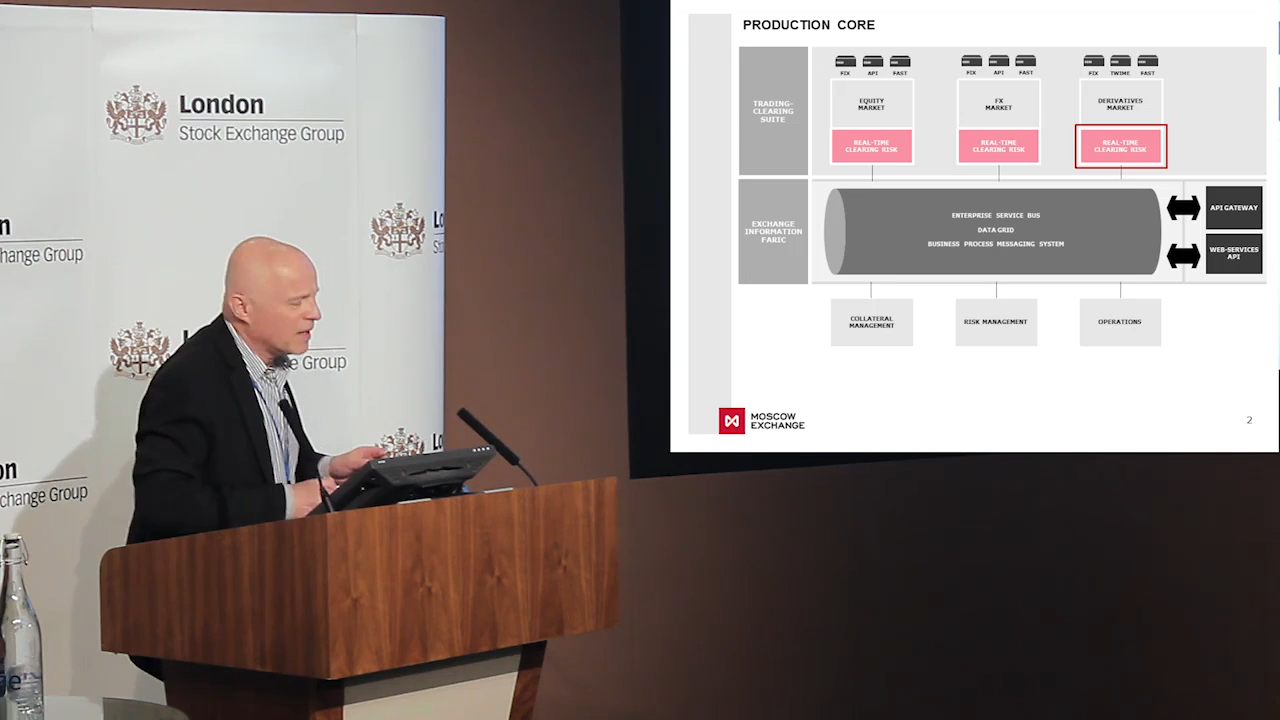 London
Stock Exchange Group
n
xchange Group
L
S
L
e Group
on
xchange Group
L
S
PRODUCTION CORE
TRADING-
CLEARING
SUITE
FIX API FAST
EQUITY
MARKET
REAL-TIME
CLEARING RISK
FIX API FAST
FX
MARKET
REAL-TIME
CLEARING RISK
FIX TWIME FAST
DERIVATIVES
MARKET
REAL-TIME
CLEARING RISK
EXCHANGE
INFORMATION
FARIC
ENTERPRISE SERVICE BUS
DATA GRID
BUSINESS PROCESS MESSAGING SYSTEM
API GATEWAY
WEB-SERVICES
API
COLLATERAL
MANAGEMENT
RISK MANAGEMENT
OPERATIONS
MOSCOW
EXCHANGE
2